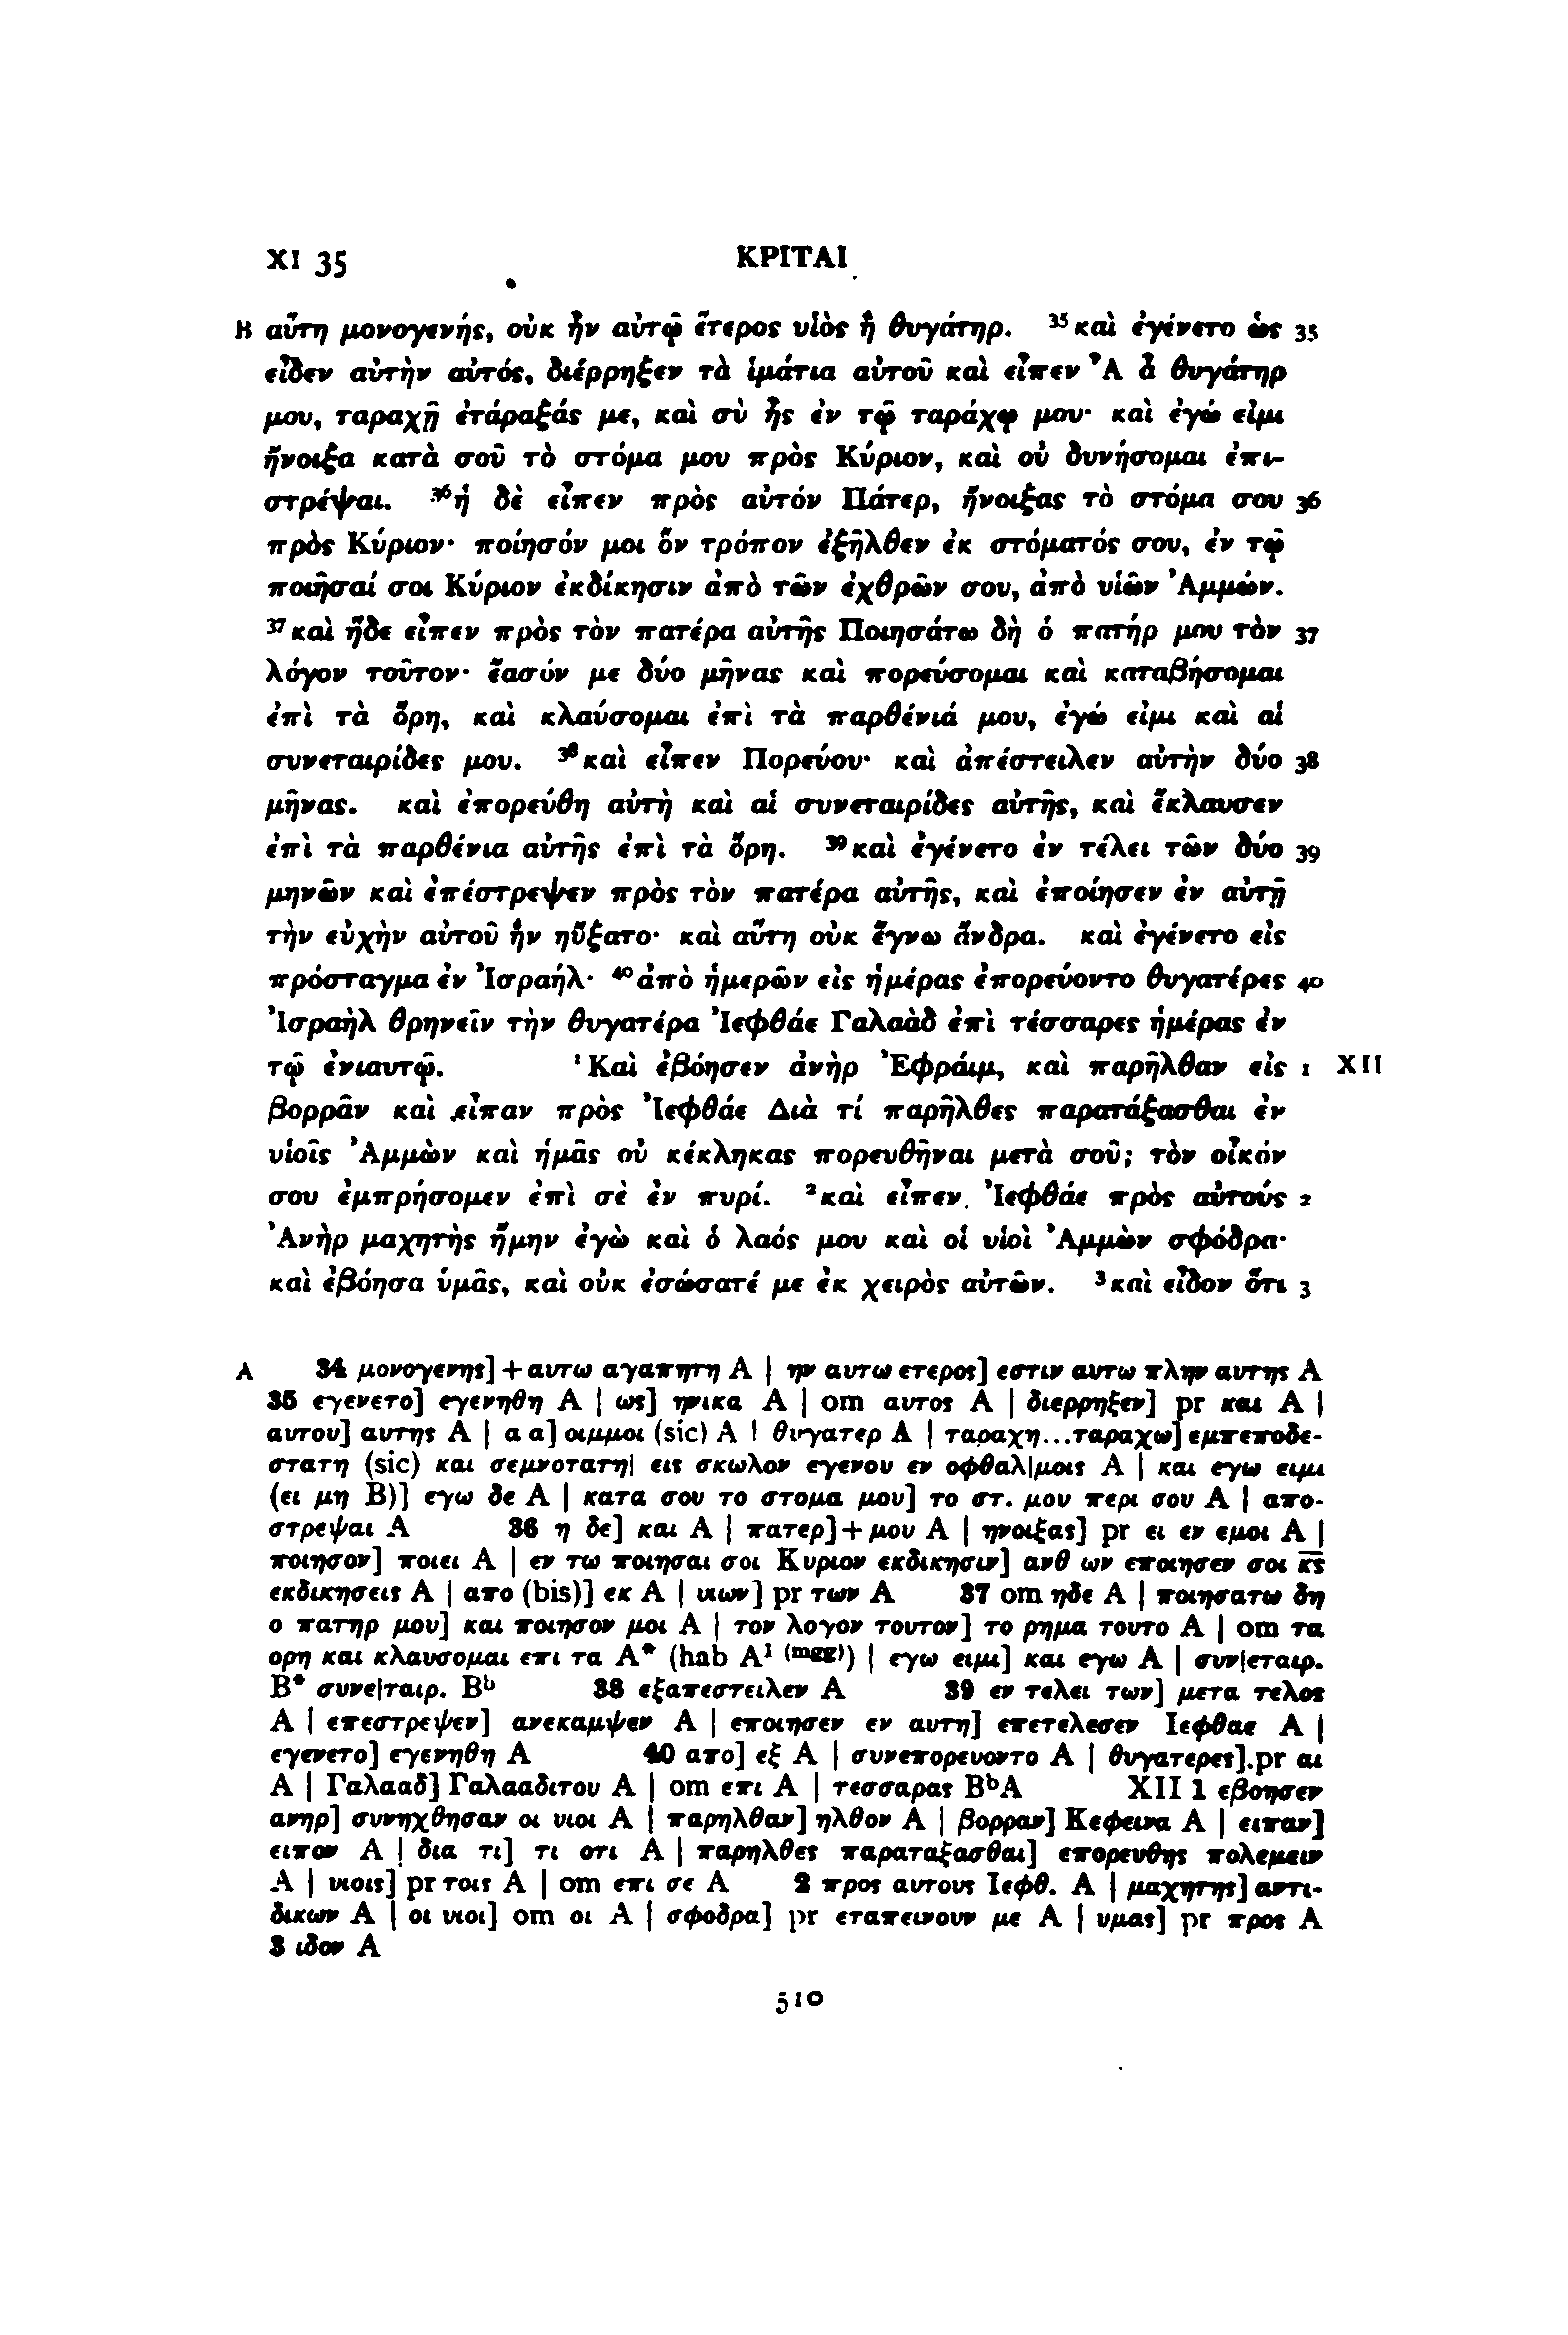 XI 35 ΚΡΙΤΑΙ
B αὕτη μονογενής, οὐκ ἦν αὐτῷ ἕτερος υἱὸς ἢ θυγάτηρ. ³⁵καὶ ἐγένετο ὡς 35
εἶδεν αὐτὴν αὐτός, διέρρηξεν τὰ ἱμάτια αὐτοῦ καὶ εἶπεν Ἆ ἆ θυγάτηρ
μου, ταραχῇ ἐτάραξάς με, καὶ σὺ ἦς ἐν τῷ ταράχῳ μου· καὶ ἐγώ εἰμι
ἤνοιξα κατὰ σοῦ τὸ στόμα μου πρὸς Κύριον, καὶ οὐ δυνήσομαι ἐπι-
στρέψαι. ³⁶ἡ δὲ εἶπεν πρὸς αὐτόν Πάτερ, ἤνοιξας τὸ στόμα σου 36
πρὸς Κύριον· ποίησόν μοι ὃν τρόπον ἐξῆλθεν ἐκ στόματός σου, ἐν τῷ
ποιῆσαί σοι Κύριον ἐκδίκησιν ἀπὸ τῶν ἐχθρῶν σου, ἀπὸ υἱῶν Ἀμμών.
³⁷καὶ ἥδε εἶπεν πρὸς τὸν πατέρα αὐτῆς Ποιησάτω δὴ ὁ πατήρ μου τὸν 37
λόγον τοῦτον· ἔασόν με δύο μῆνας καὶ πορεύσομαι καὶ καταβήσομαι
ἐπὶ τὰ ὄρη, καὶ κλαύσομαι ἐπὶ τὰ παρθένιά μου, ἐγώ εἰμι καὶ αἱ
συνεταιρίδες μου. ³⁸καὶ εἶπεν Πορεύου· καὶ ἀπέστειλεν αὐτὴν δύο 38
μῆνας. καὶ ἐπορεύθη αὐτὴ καὶ αἱ συνεταιρίδες αὐτῆς, καὶ ἔκλαυσεν
ἐπὶ τὰ παρθένια αὐτῆς ἐπὶ τὰ ὄρη. ³⁹καὶ ἐγένετο ἐν τέλει τῶν δύο 39
μηνῶν καὶ ἐπέστρεψεν πρὸς τὸν πατέρα αὐτῆς, καὶ ἐποίησεν ἐν αὐτῇ
τὴν εὐχὴν αὐτοῦ ἣν ηὔξατο· καὶ αὕτη οὐκ ἔγνω ἄνδρα. καὶ ἐγένετο εἰς
πρόσταγμα ἐν Ἰσραήλ· ⁴⁰ἀπὸ ἡμερῶν εἰς ἡμέρας ἐπορεύοντο θυγατέρες 40
Ἰσραὴλ θρηνεῖν τὴν θυγατέρα Ἰεφθάε Γαλαὰδ ἐπὶ τέσσαρες ἡμέρας ἐν
τῷ ἐνιαυτῷ. ¹Καὶ ἐβόησεν ἀνὴρ Ἐφράιμ, καὶ παρῆλθαν εἰς 1 XII
βορρᾶν καὶ εἶπαν πρὸς Ἰεφθάε Διὰ τί παρῆλθες παρατάξασθαι ἐν
υἱοῖς Ἀμμὼν καὶ ἡμᾶς οὐ κέκληκας πορευθῆναι μετὰ σοῦ; τὸν οἶκόν
σου ἐμπρήσομεν ἐπὶ σὲ ἐν πυρί. ²καὶ εἶπεν Ἰεφθάε πρὸς αὐτούς 2
Ἀνὴρ μαχητὴς ἤμην ἐγὼ καὶ ὁ λαός μου καὶ οἱ υἱοὶ Ἀμμὼν σφόδρα·
καὶ ἐβόησα ὑμᾶς, καὶ οὐκ ἐσώσατέ με ἐκ χειρὸς αὐτῶν. ³καὶ εἶδον ὅτι 3
A 34 μονογενης] + αυτω αγαπητη A | ην αυτω ετερος] εστιν αυτω πλην αυτης A
35 εγενετο] εγενηθη A | ως] ηνικα A | om αυτος A | διερρηξεν] pr και A |
αυτου] αυτης A | α α] οιμμοι (sic) A | θυγατερ A | ταραχη...ταραχω] εμπεποδε-
στατη (sic) και σεμνοτατη| εις σκωλον εγενου εν οφθαλ|μοις A | και εγω ειμι
(ει μη B)] εγω δε A | κατα σου το στομα μου] το στ. μου περι σου A | απο-
στρεψαι A 36 η δε] και A | πατερ] + μου A | ηνοιξας] pr ει εν εμοι A |
ποιησον] ποιει A | εν τω ποιησαι σοι Κυριον εκδικησιν] ανθ ων εποιησεν σοι κ̅ς̅
εκδικησεις A | απο (bis)] εκ A | υιων] pr των A 37 om ηδε A | ποιησατω δη
ο πατηρ μου] και ποιησον μοι A | τον λογον τουτον] το ρημα τουτο A | om τα
ορη και κλαυσομαι επι τα A* (hab A¹ ⁽ᵐᵍᵍ⁾) | εγω ειμι] και εγω A | συν|εταιρ.
B* συνε|ταιρ. Bᵇ 38 εξαπεστειλεν A 39 εν τελει των] μετα τελος
A | επεστρεψεν] ανεκαμψεν A | εποιησεν εν αυτη] επετελεσεν Ιεφθαε A |
εγενετο] εγενηθη A 40 απο] εξ A | συνεπορευοντο A | θυγατερες] pr αι
A | Γαλααδ] Γαλααδιτου A | om επι A | τεσσαρας BᵇA XII 1 εβοησεν
ανηρ] συνηχθησαν οι υιοι A | παρηλθαν] ηλθον A | βορραν] Κεφεινα A | ειπαν]
ειπον A | δια τι] τι οτι A | παρηλθες παραταξασθαι] επορευθης πολεμειν
A | υιοις] pr τοις A | om επι σε A 2 προς αυτους Ιεφθ. A | μαχητης] αντι-
δικων A | οι υιοι] om οι A | σφοδρα] pr εταπεινουν με A | υμας] pr προς A
3 ιδον A
510